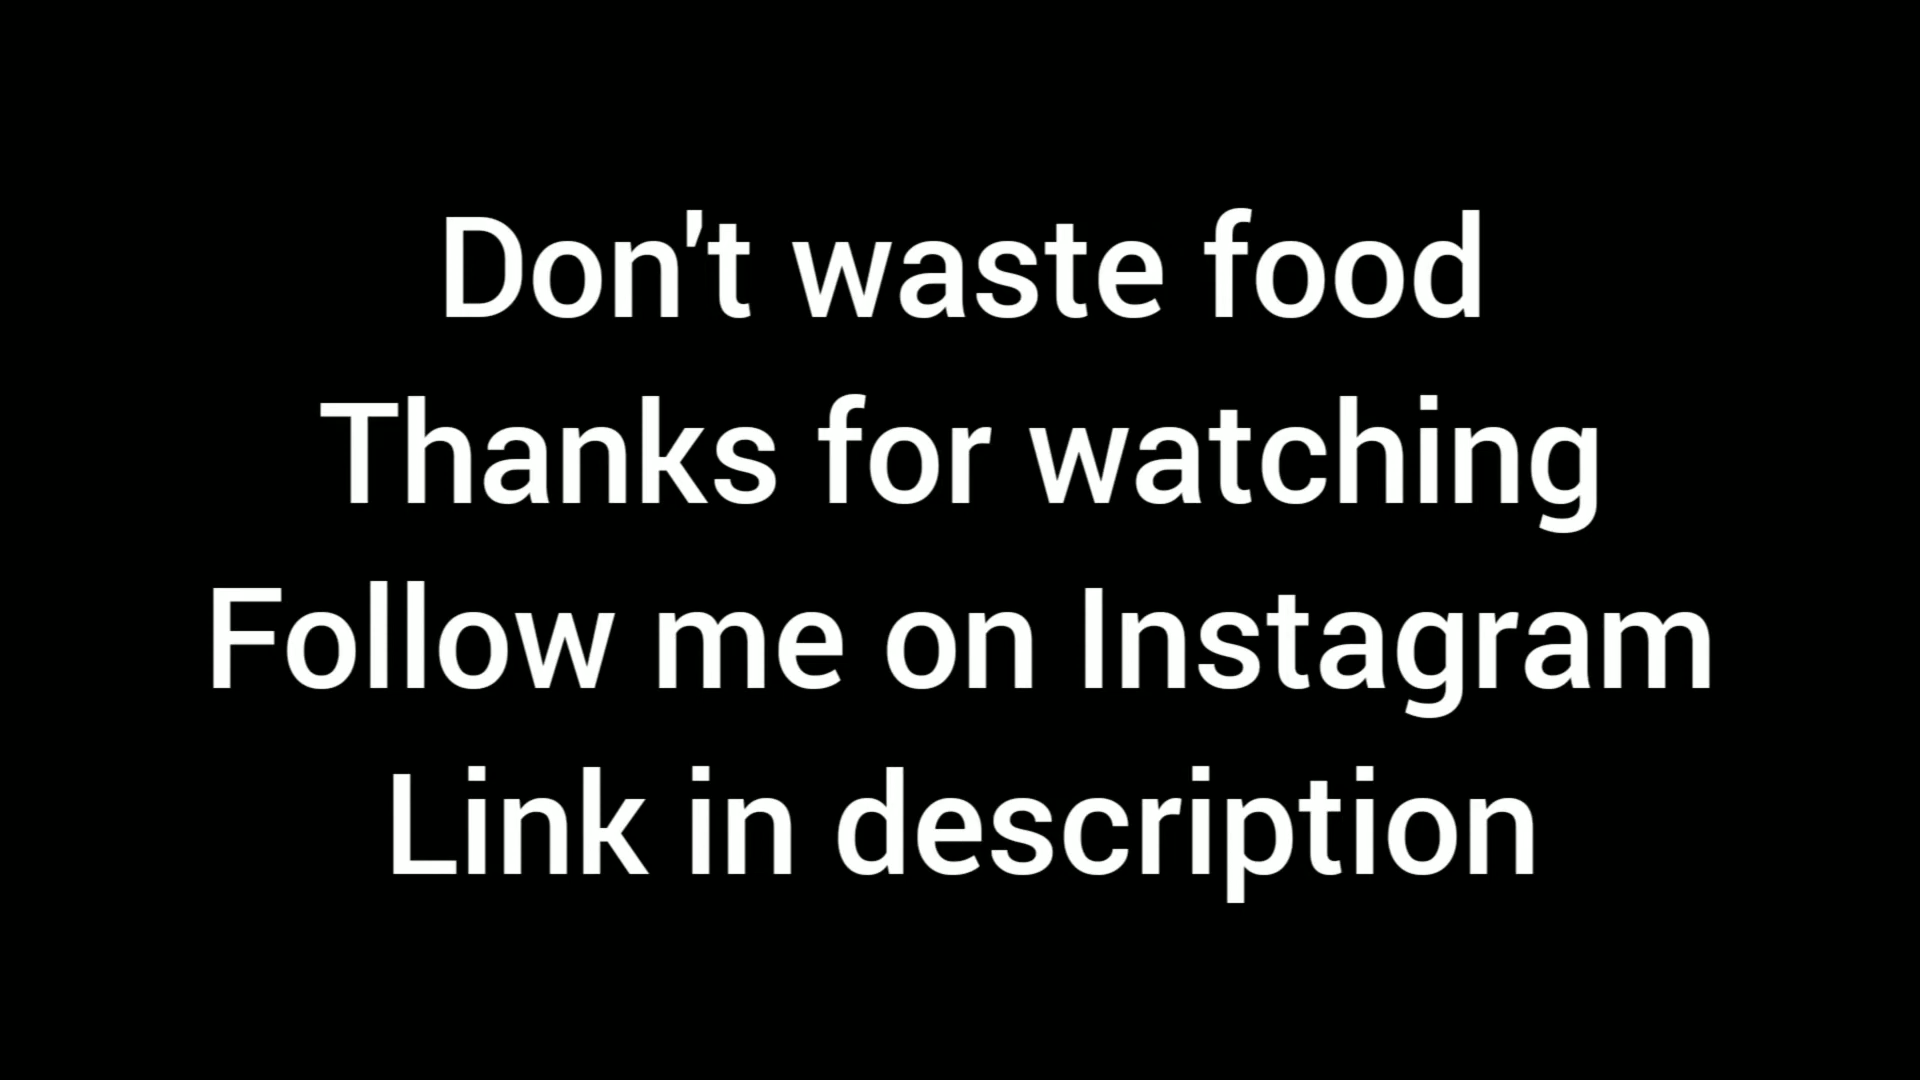 Don't waste food
Thanks for watching
Follow me on Instagram
Link in description